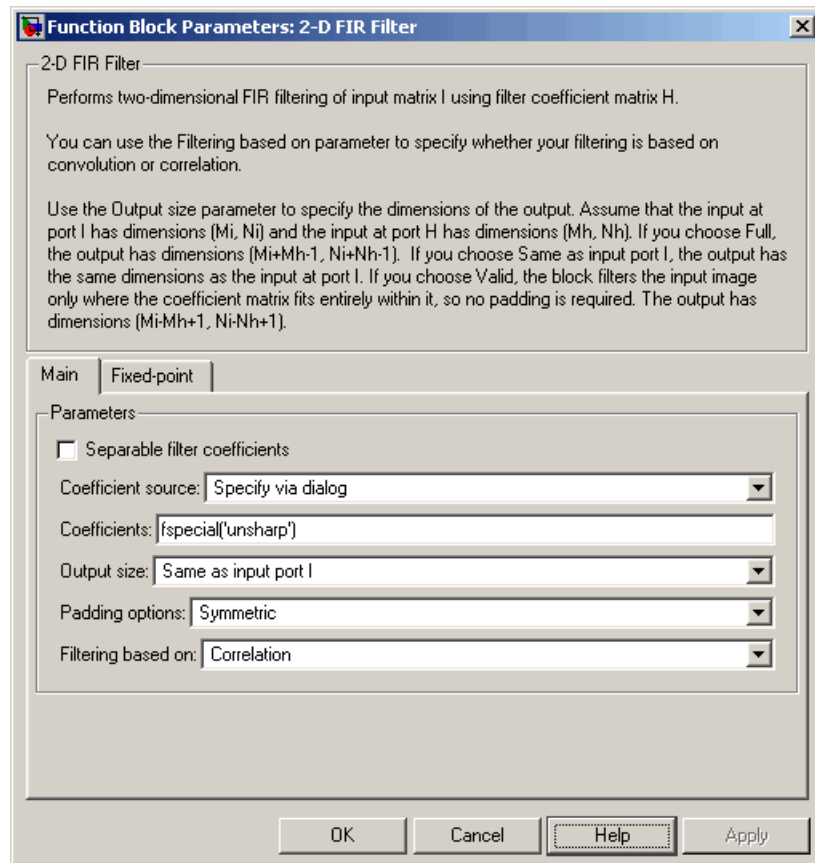 Function Block Parameters: 2-D FIR Filter
2-D FIR Filter
Performs two-dimensional FIR filtering of input matrix I using filter coefficient matrix H.
You can use the Filtering based on parameter to specify whether your filtering is based on
convolution or correlation.
Use the Output size parameter to specify the dimensions of the output. Assume that the input at
port I has dimensions (Mi, Ni) and the input at port H has dimensions (Mh, Nh). If you choose Full,
the output has dimensions (Mi+Mh-1, Ni+Nh-1).  If you choose Same as input port I, the output has
the same dimensions as the input at port I. If you choose Valid, the block filters the input image
only where the coefficient matrix fits entirely within it, so no padding is required. The output has
dimensions (Mi-Mh+1, Ni-Nh+1).
Main Fixed-point
Parameters
Separable filter coefficients
Coefficient source: Specify via dialog
Coefficients: fspecial('unsharp')
Output size: Same as input port I
Padding options: Symmetric
Filtering based on: Correlation
OK Cancel Help Apply